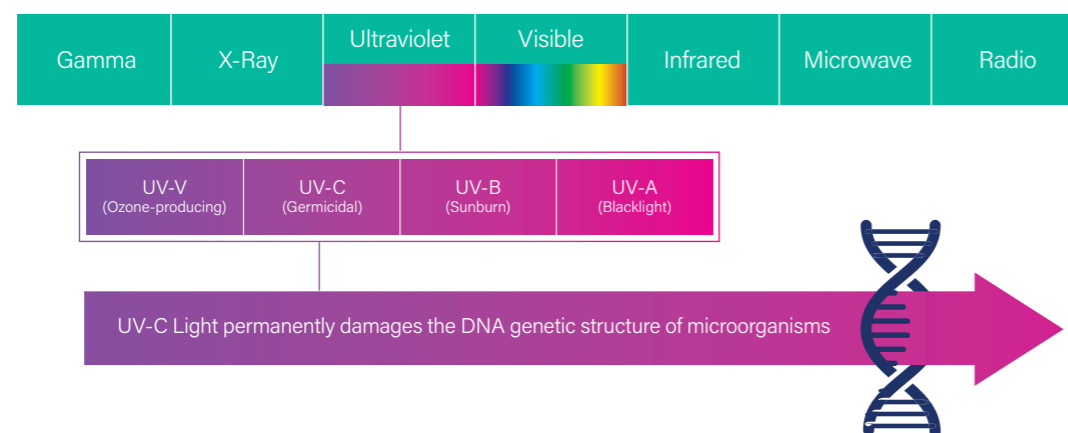 Gamma
X-Ray
Ultraviolet
Visible
Infrared
Microwave
Radio
UV-V
(Ozone-producing)
UV-C
(Germicidal)
UV-B
(Sunburn)
UV-A
(Blacklight)
UV-C Light permanently damages the DNA genetic structure of microorganisms